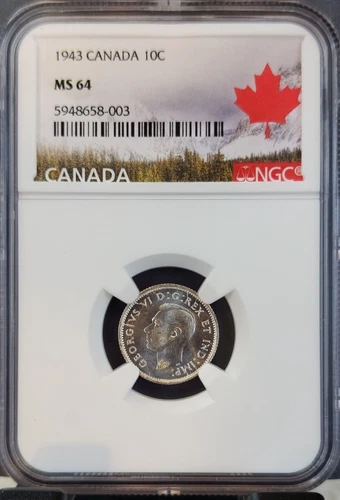 1943 CANADA 10C
MS 64
5948658-003
CANADA
NGC®
GEORGIVS VI D:G:REX ET IND:IMP: